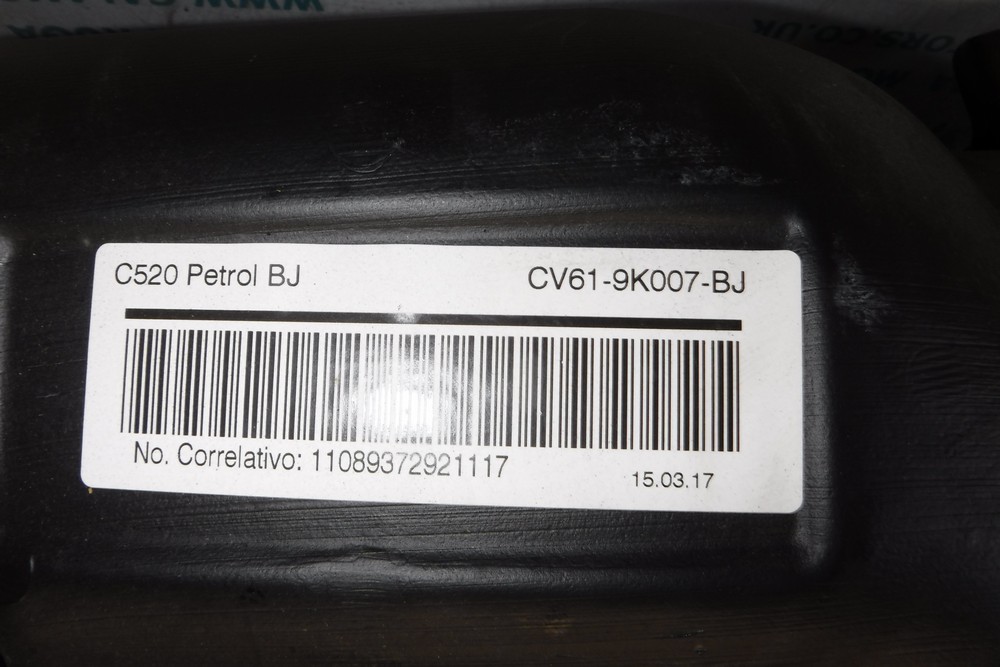 C520 Petrol BJ
CV61-9K007-BJ
No. Correlativo: 11089372921117
15.03.17